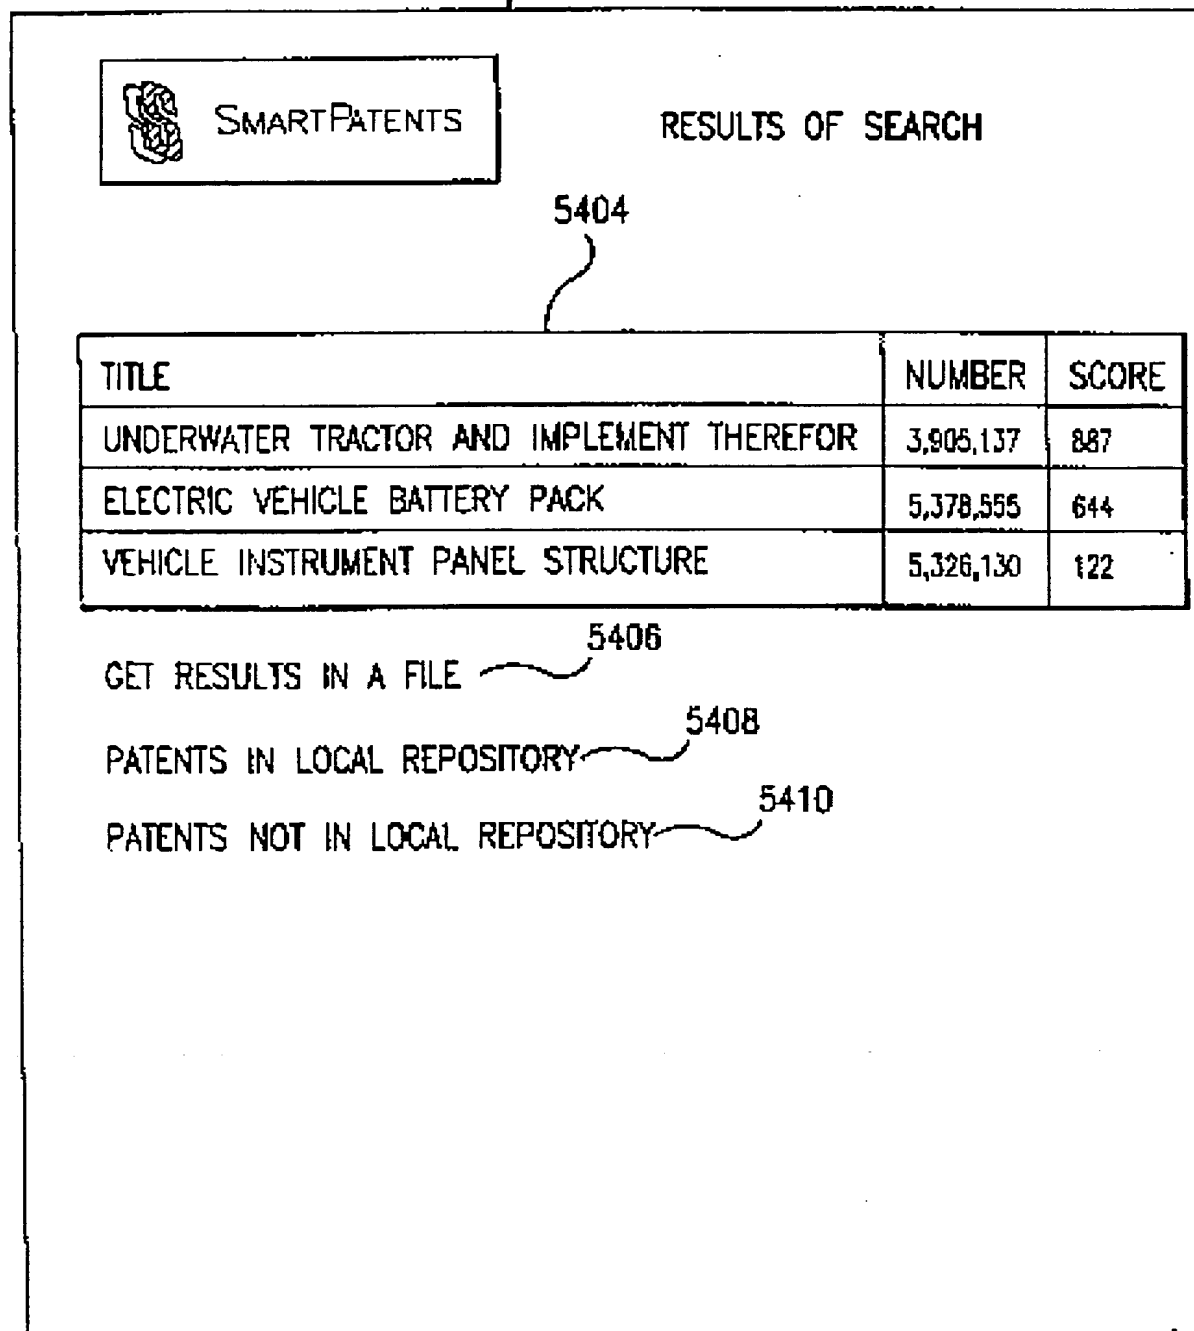 SMARTPATENTS
RESULTS OF SEARCH
5404
TITLE NUMBER SCORE
UNDERWATER TRACTOR AND IMPLEMENT THEREFOR 3,905,137 887
ELECTRIC VEHICLE BATTERY PACK 5,378,555 644
VEHICLE INSTRUMENT PANEL STRUCTURE 5,326,130 122
5406
GET RESULTS IN A FILE
5408
PATENTS IN LOCAL REPOSITORY
5410
PATENTS NOT IN LOCAL REPOSITORY